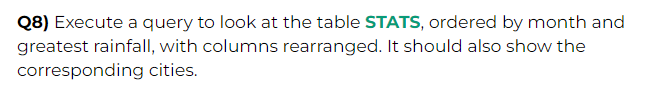 Q8) Execute a query to look at the table STATS, ordered by month and
greatest rainfall, with columns rearranged. It should also show the
corresponding cities.